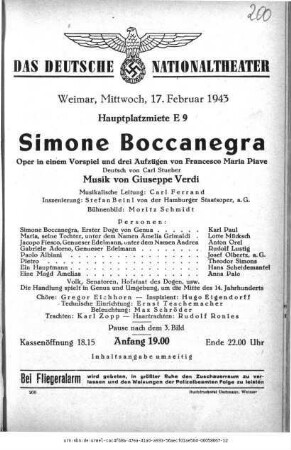 200
DAS DEUTSCHE NATIONALTHEATER
Weimar, Mittwoch, 17. Februar 1943
Hauptplatzmiete E 9
Simone Boccanegra
Oper in einem Vorspiel und drei Aufzügen von Francesco Maria Piave
Deutsch von Carl Stueber
Musik von Giuseppe Verdi
Musikalische Leitung: Carl Ferrand
Inszenierung: Stefan Beinl von der Hamburger Staatsoper, a. G.
Bühnenbild: Moritz Schmidt
Personen:
Simone Boccanegra, Erster Doge von Genua Karl Paul
Maria, seine Tochter, unter dem Namen Amelia Grimaldi Lotte
Jacopo Fiesco, Genueser Edelmann, unter dem Namen Andrea Anton Orel
Gabriele Adorno, Genueser Edelmann Rudolf Lustig
Paolo Albiani Josef Olbertz, a. G.
Pietro Theodor Simons
Ein Hauptmann Hans
Eine Magd Amelias Anna Palo
Volk, Senatoren, Hofstaat des Dogen, usw.
Die Handlung spielt in Genua und Umgebung, um die Mitte des 14. Jahrhunderts
Chöre: Gregor Eichhorn — Inspizient: Hugo Eigendorff
Technische Einrichtung: Ernst Teschemacher
Beleuchtung: Max Schröder
Trachten: Karl Zopp — Haartrachten: Rudolf Ronles
Pause nach dem 3. Bild
Kassenöffnung 18.15 Anfang 19.00 Ende 22.00 Uhr
Inhaltsangabe umseitig
Bei Fliegeralarm wird gebeten, in größter Ruhe den Zuschauerraum zu verlassen und den Weisungen der Polizeibeamten Folge zu leisten